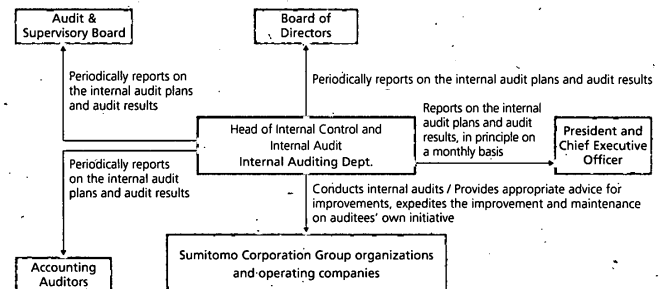 Audit &
Supervisory Board
Board of
Directors
Periodically reports on
the internal audit plans
and audit results
Periodically reports on the internal audit plans and audit results
Head of Internal Control and
Internal Audit
Internal Auditing Dept.
Reports on the internal
audit plans and audit
results, in principle on
a monthly basis
President and
Chief Executive
Officer
Periodically reports
on the internal audit
plans and audit results
Conducts internal audits / Provides appropriate advice for
improvements, expedites the improvement and maintenance
on auditees' own initiative
Accounting
Auditors
Sumitomo Corporation Group organizations
and operating companies